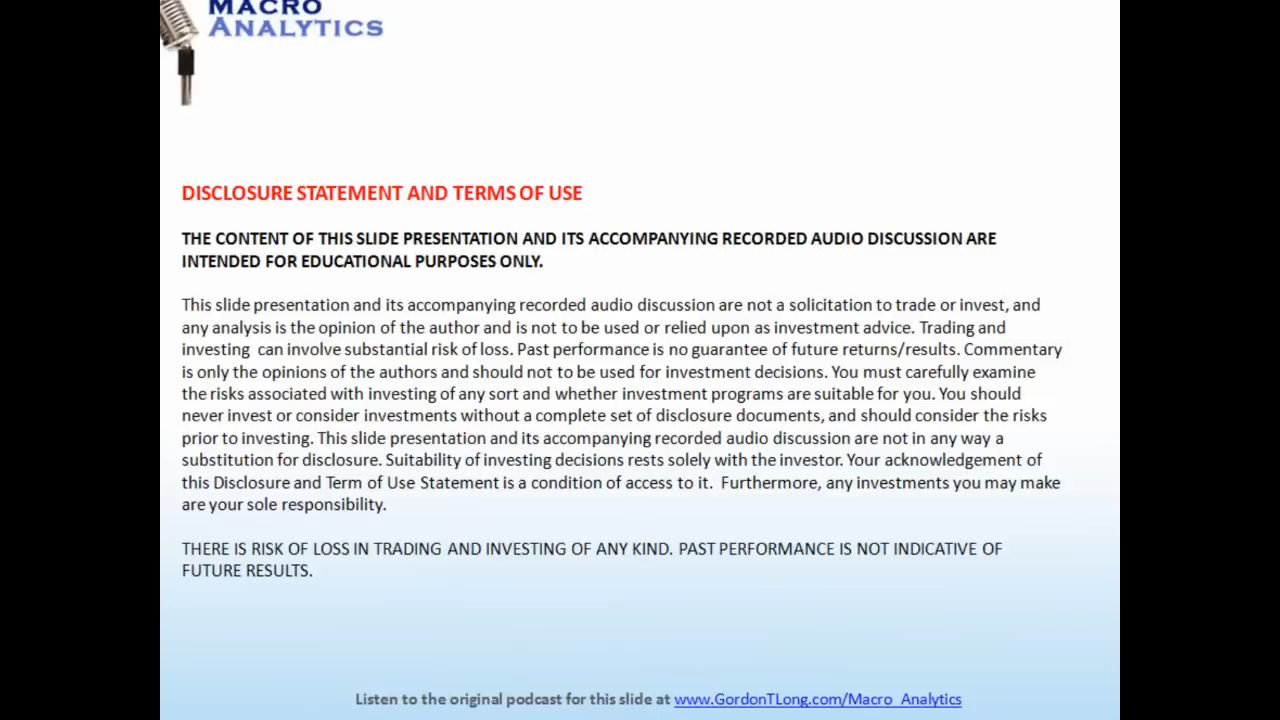 MACRO
ANALYTICS
DISCLOSURE STATEMENT AND TERMS OF USE
THE CONTENT OF THIS SLIDE PRESENTATION AND ITS ACCOMPANYING RECORDED AUDIO DISCUSSION ARE
INTENDED FOR EDUCATIONAL PURPOSES ONLY.
This slide presentation and its accompanying recorded audio discussion are not a solicitation to trade or invest, and
any analysis is the opinion of the author and is not to be used or relied upon as investment advice. Trading and
investing  can involve substantial risk of loss. Past performance is no guarantee of future returns/results. Commentary
is only the opinions of the authors and should not to be used for investment decisions. You must carefully examine
the risks associated with investing of any sort and whether investment programs are suitable for you. You should
never invest or consider investments without a complete set of disclosure documents, and should consider the risks
prior to investing. This slide presentation and its accompanying recorded audio discussion are not in any way a
substitution for disclosure. Suitability of investing decisions rests solely with the investor. Your acknowledgement of
this Disclosure and Term of Use Statement is a condition of access to it.  Furthermore, any investments you may make
are your sole responsibility.
THERE IS RISK OF LOSS IN TRADING AND INVESTING OF ANY KIND. PAST PERFORMANCE IS NOT INDICATIVE OF
FUTURE RESULTS.
Listen to the original podcast for this slide at www.GordonTLong.com/Macro_Analytics